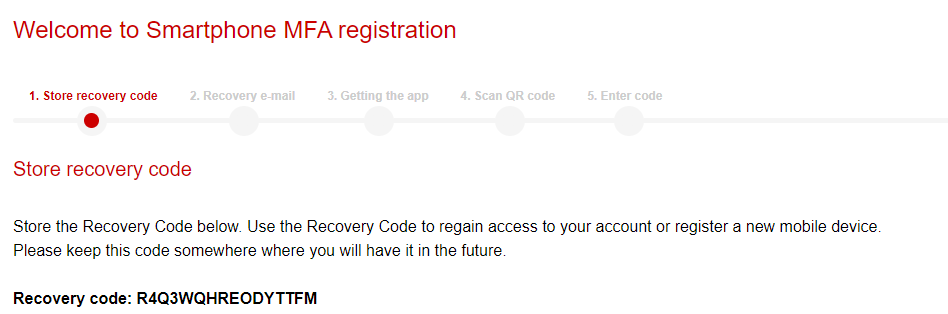 Welcome to Smartphone MFA registration
1. Store recovery code 2. Recovery e-mail 3. Getting the app 4. Scan QR code 5. Enter code
Store recovery code
Store the Recovery Code below. Use the Recovery Code to regain access to your account or register a new mobile device.
Please keep this code somewhere where you will have it in the future.
Recovery code: R4Q3WQHREODYTTFM